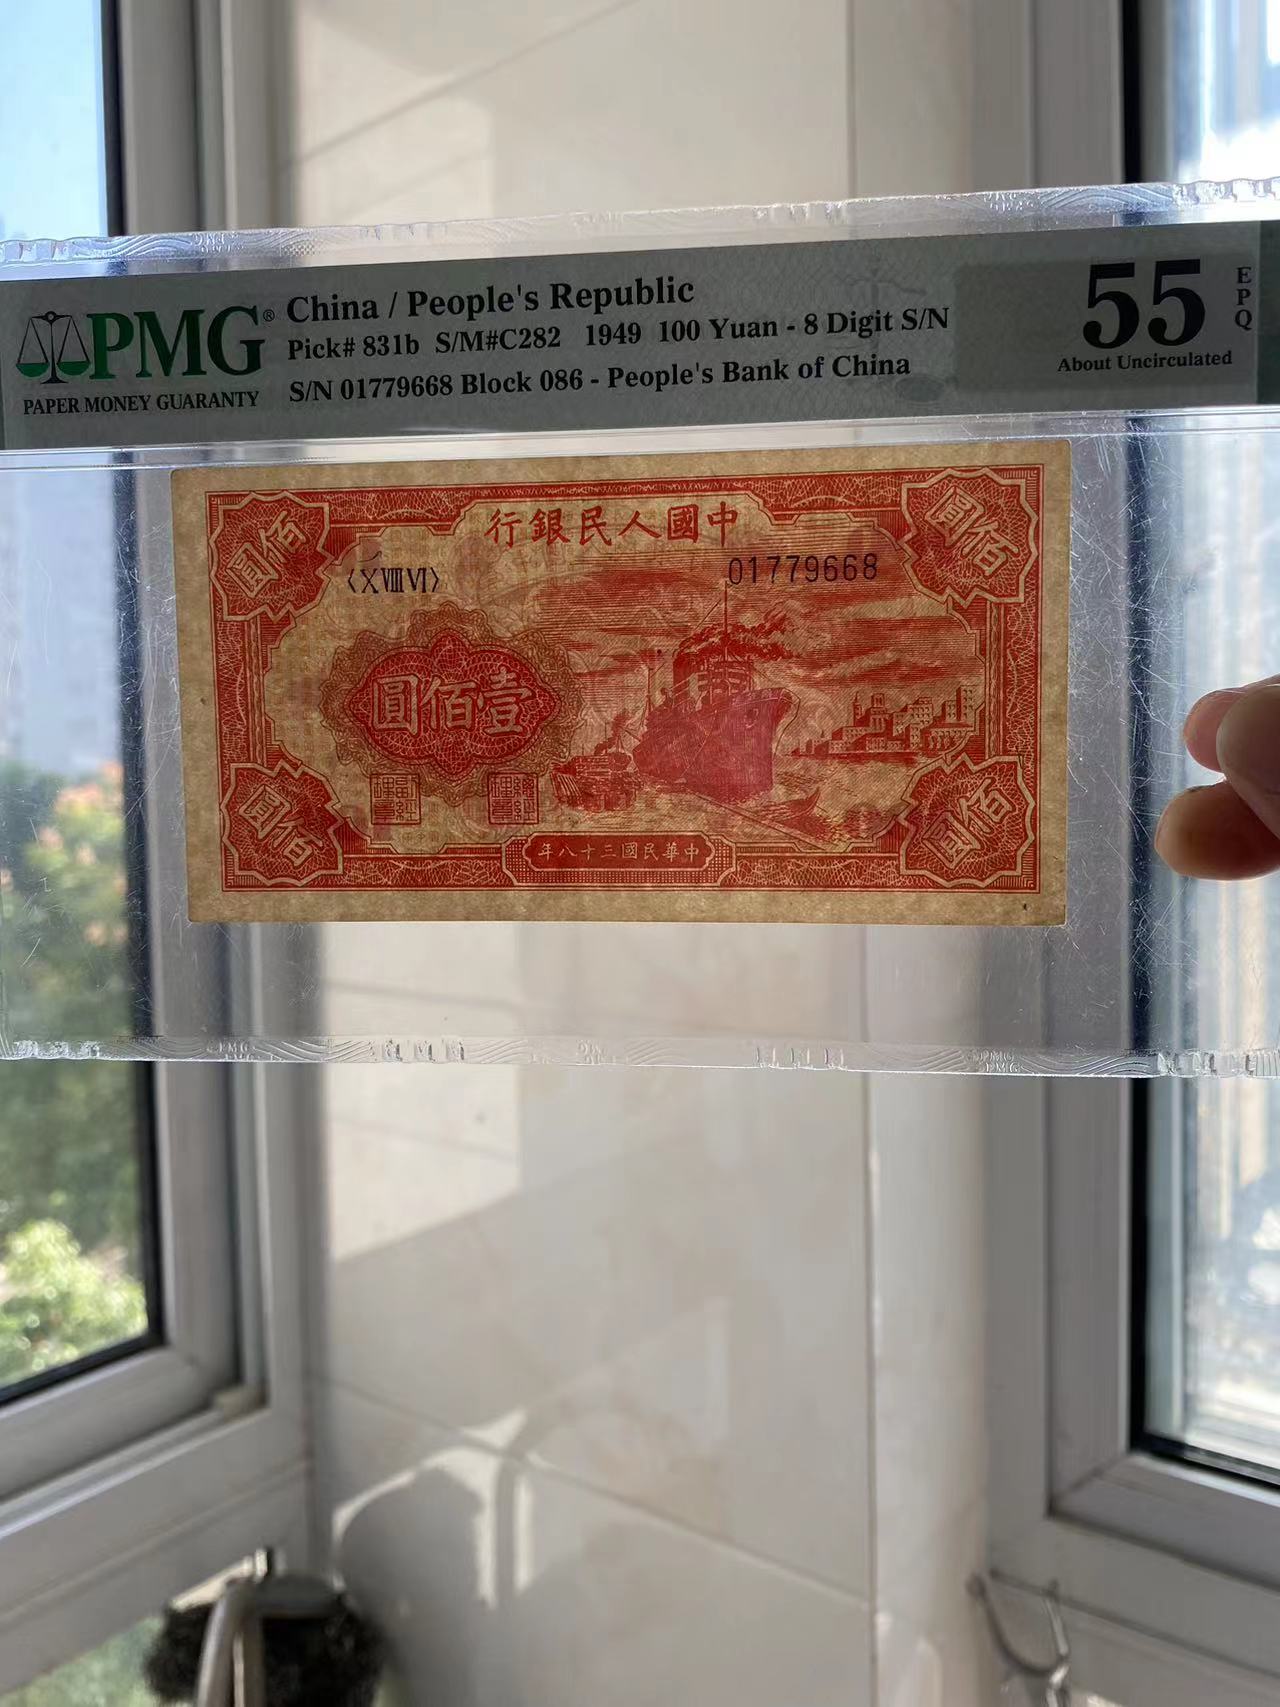 PMG®
PAPER MONEY GUARANTY
China / People's Republic
Pick# 831b S/M#C282 1949 100 Yuan - 8 Digit S/N
S/N 01779668 Block 086 - People's Bank of China
55
EPQ
About Uncirculated
行銀民人國中
圓佰
圓佰
〈X VIII VI〉
01779668
圓佰壹
圓佰
圓佰
年八十三國民華中